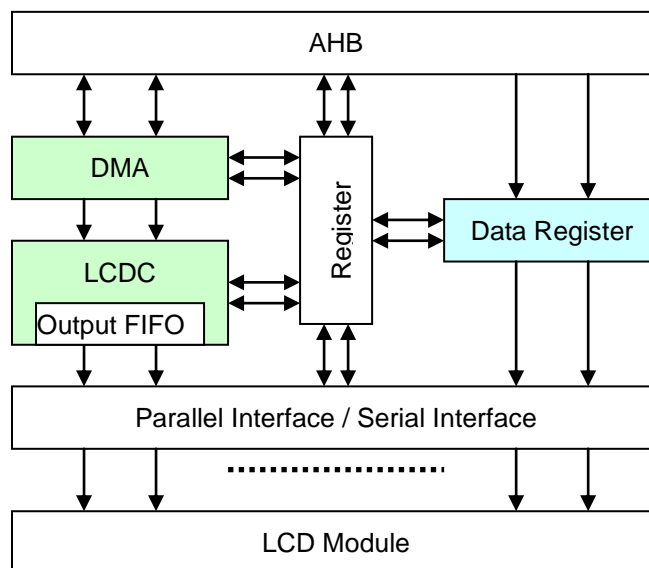 AHB
DMA
Register
Data Register
LCDC
Output FIFO
Parallel Interface / Serial Interface
LCD Module